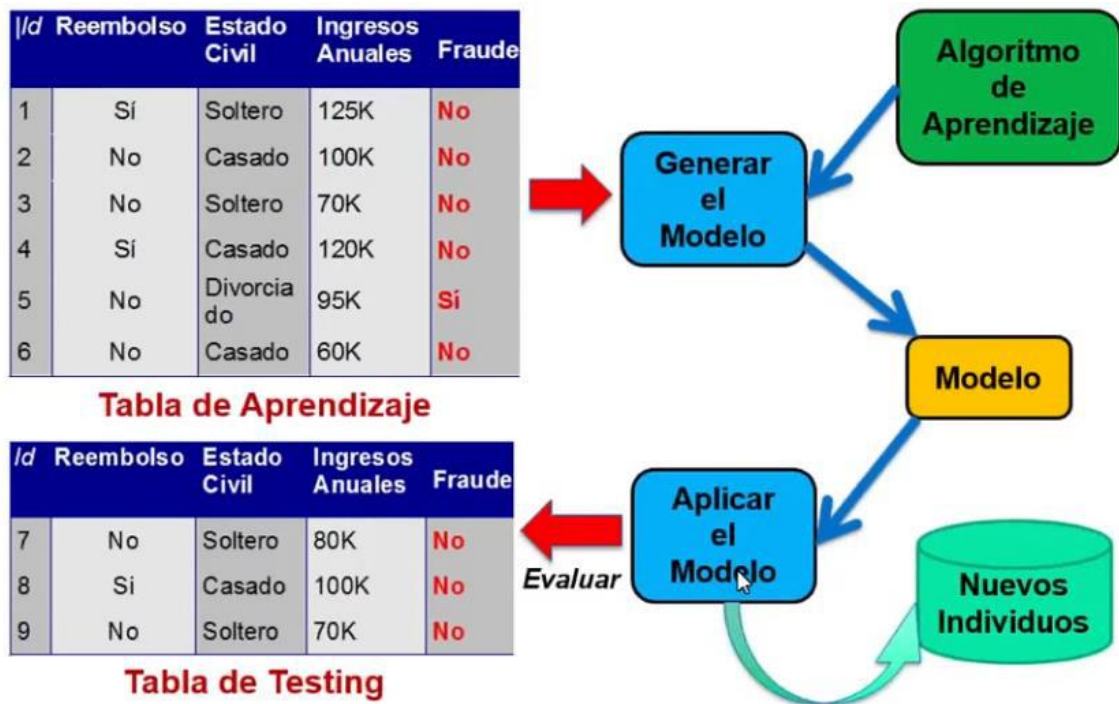 |Id Reembolso Estado Civil Ingresos Anuales Fraude
1 Sí Soltero 125K No
2 No Casado 100K No
3 No Soltero 70K No
4 Sí Casado 120K No
5 No Divorcia do 95K Sí
6 No Casado 60K No
Tabla de Aprendizaje
Algoritmo
de
Aprendizaje
Generar
el
Modelo
Modelo
Id Reembolso Estado Civil Ingresos Anuales Fraude
7 No Soltero 80K No
8 Si Casado 100K No
9 No Soltero 70K No
Tabla de Testing
Evaluar
Aplicar
el
Modelo
Nuevos
Individuos